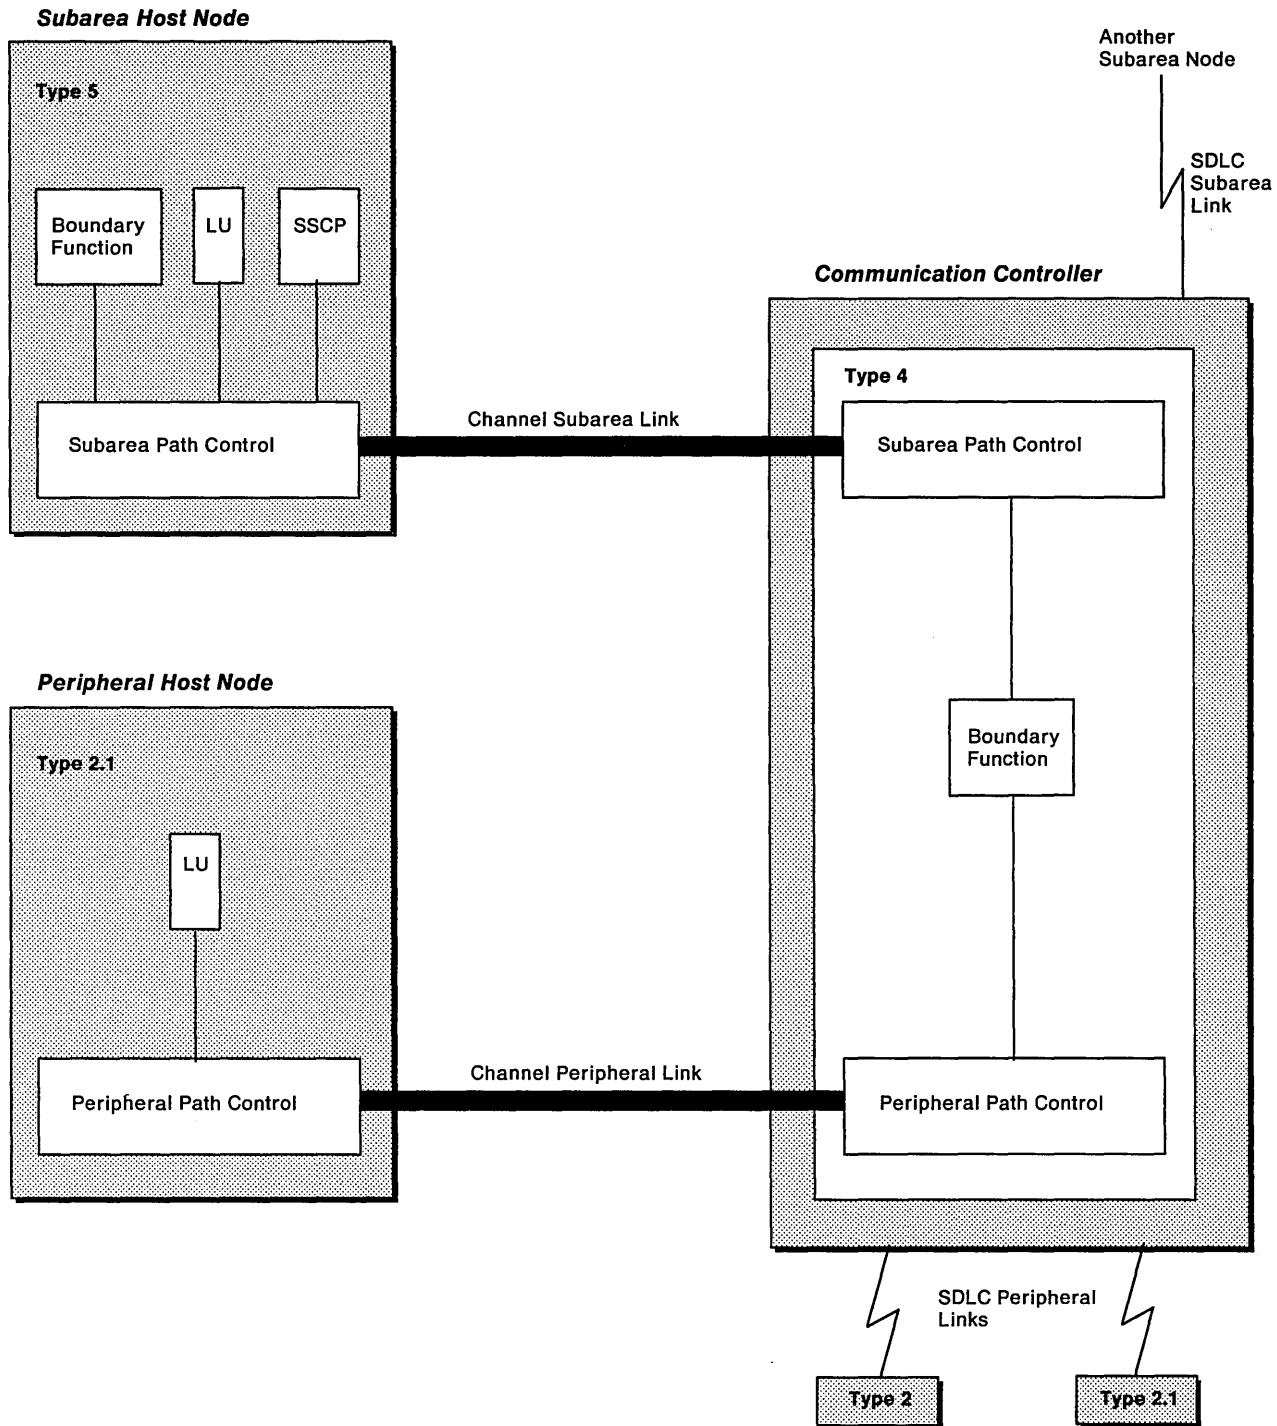 Subarea Host Node
Type 5
Boundary
Function
LU
SSCP
Subarea Path Control
Channel Subarea Link
Another
Subarea Node
SDLC
Subarea
Link
Communication Controller
Type 4
Subarea Path Control
Boundary
Function
Peripheral Path Control
Peripheral Host Node
Type 2.1
LU
Peripheral Path Control
Channel Peripheral Link
SDLC Peripheral
Links
Type 2
Type 2.1